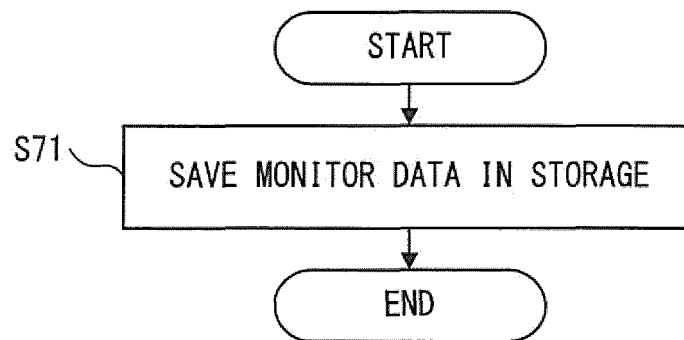 START
S71
SAVE MONITOR DATA IN STORAGE
END